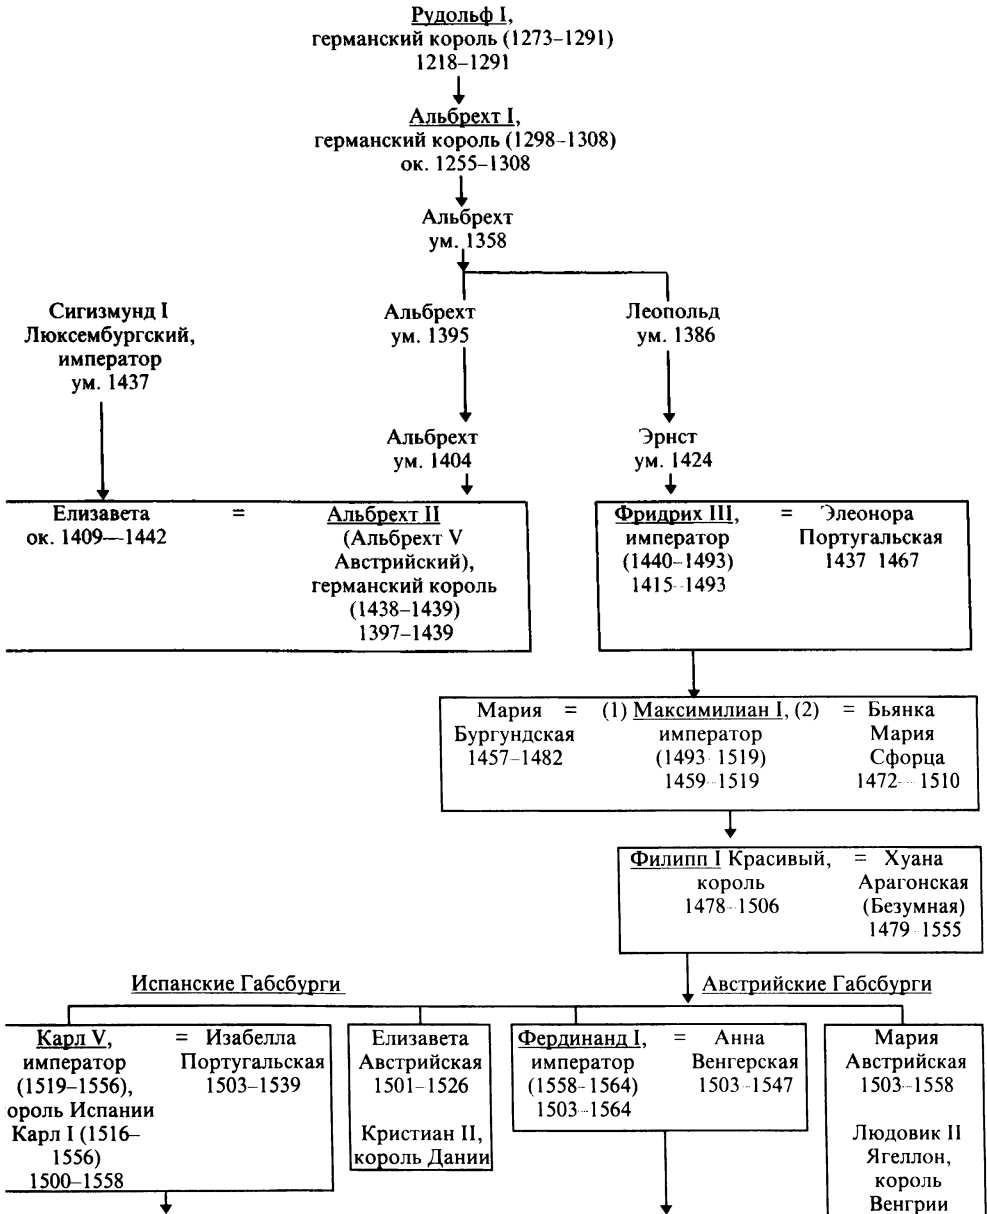 Рудольф I,
германский король (1273–1291)
1218–1291
Альбрехт I,
германский король (1298–1308)
ок. 1255–1308
Альбрехт
ум. 1358
Сигизмунд I
Люксембургский,
император
ум. 1437
Альбрехт
ум. 1395
Леопольд
ум. 1386
Альбрехт
ум. 1404
Эрнст
ум. 1424
Елизавета
ок. 1409—1442
=
Альбрехт II
(Альбрехт V
Австрийский),
германский король
(1438–1439)
1397–1439
Фридрих III,
император
(1440–1493)
1415–1493
= Элеонора
Португальская
1437 1467
Мария
Бургундская
1457–1482
= (1) Максимилиан I, (2)
император
(1493 1519)
1459–1519
= Бьянка
Мария
Сфорца
1472—1510
Филипп I Красивый,
король
1478–1506
= Хуана
Арагонская
(Безумная)
1479–1555
Испанские Габсбурги
Австрийские Габсбурги
Карл V,
император
(1519–1556),
ороль Испании
Карл I (1516–
1556)
1500–1558
= Изабелла
Португальская
1503–1539
Елизавета
Австрийская
1501–1526
Кристиан II,
король Дании
Фердинанд I,
император
(1558–1564)
1503–1564
= Анна
Венгерская
1503–1547
Мария
Австрийская
1503–1558
Людовик II
Ягеллон,
король
Венгрии